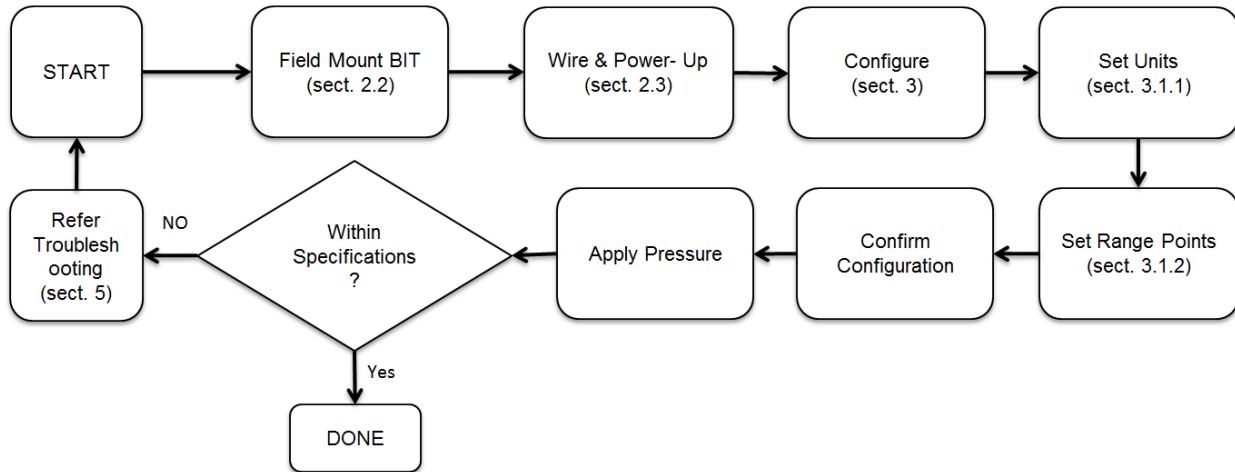 START
Field Mount BIT
(sect. 2.2)
Wire & Power- Up
(sect. 2.3)
Configure
(sect. 3)
Set Units
(sect. 3.1.1)
Set Range Points
(sect. 3.1.2)
Confirm
Configuration
Apply Pressure
Within
Specifications
?
NO
Refer
Troublesh
ooting
(sect. 5)
Yes
DONE